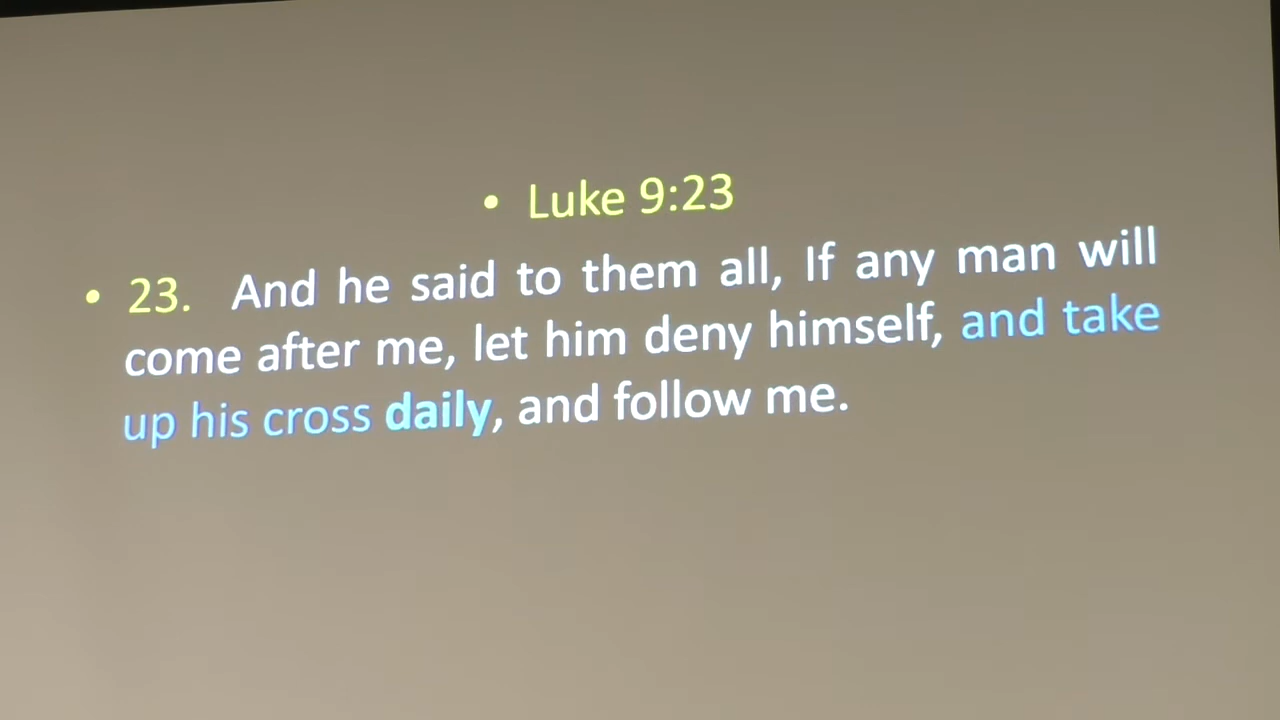 • Luke 9:23
• 23. And he said to them all, If any man will
come after me, let him deny himself, and take
up his cross daily, and follow me.